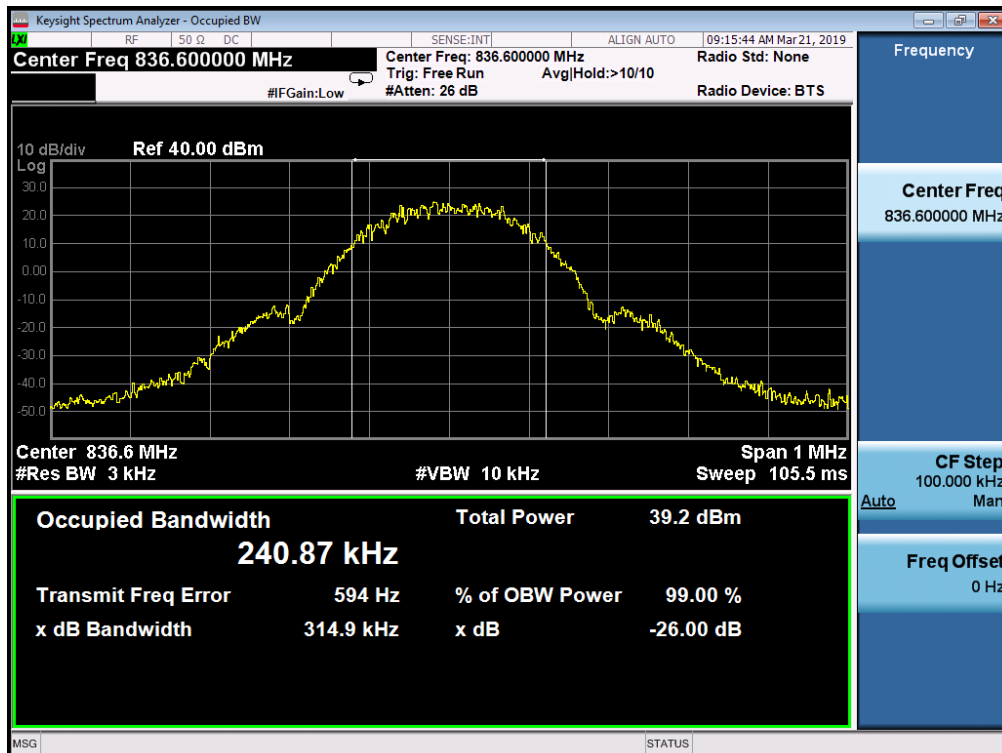 Keysight Spectrum Analyzer - Occupied BW
LXI RF 50 Ω DC SENSE:INT ALIGN AUTO 09:15:44 AM Mar 21, 2019
Center Freq 836.600000 MHz
Center Freq: 836.600000 MHz
Radio Std: None
Trig: Free Run Avg|Hold:>10/10
#IFGain:Low
#Atten: 26 dB
Radio Device: BTS
10 dB/div Ref 40.00 dBm
Log
30.0
20.0
10.0
0.00
-10.0
-20.0
-30.0
-40.0
-50.0
Center 836.6 MHz Span 1 MHz
#Res BW 3 kHz #VBW 10 kHz Sweep 105.5 ms
Occupied Bandwidth Total Power 39.2 dBm
240.87 kHz
Transmit Freq Error 594 Hz % of OBW Power 99.00 %
x dB Bandwidth 314.9 kHz x dB -26.00 dB
MSG STATUS
Frequency
Center Freq
836.600000 MHz
CF Step
100.000 kHz
Auto Man
Freq Offset
0 Hz